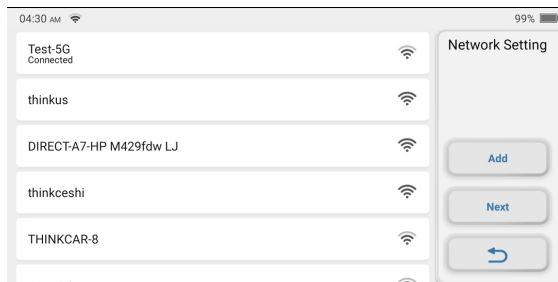 04:30 AM
99%
Test-5G
Connected
thinkus
DIRECT-A7-HP M429fdw LJ
thinkceshi
THINKCAR-8
Network Setting
Add
Next